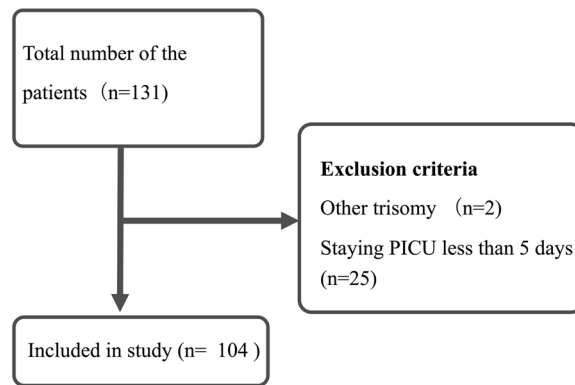 Total number of the
patients（n=131)
Exclusion criteria
Other trisomy （n=2)
Staying PICU less than 5 days
(n=25)
Included in study (n= 104 )